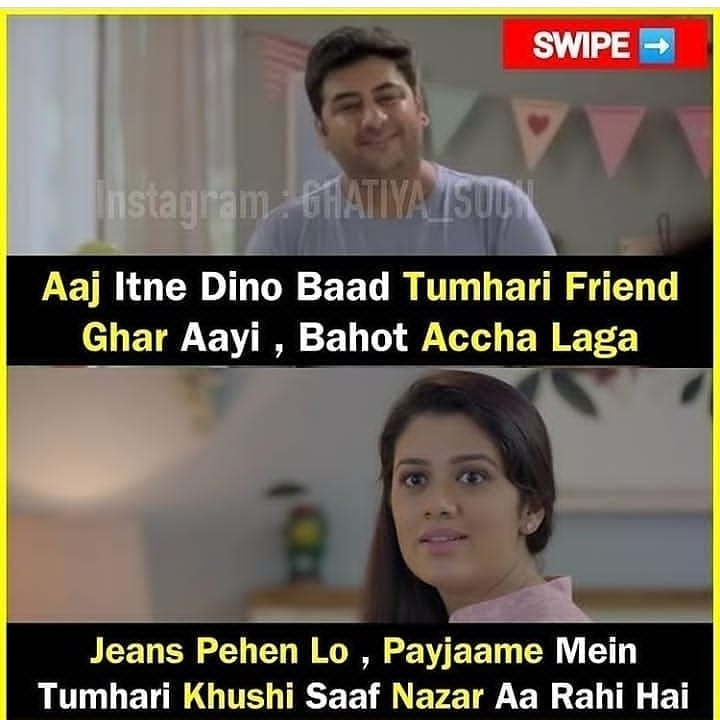 SWIPE ➡
Instagram : GHATIYA_SUCH
Aaj Itne Dino Baad Tumhari Friend
Ghar Aayi , Bahot Accha Laga
Jeans Pehen Lo , Payjaame Mein
Tumhari Khushi Saaf Nazar Aa Rahi Hai